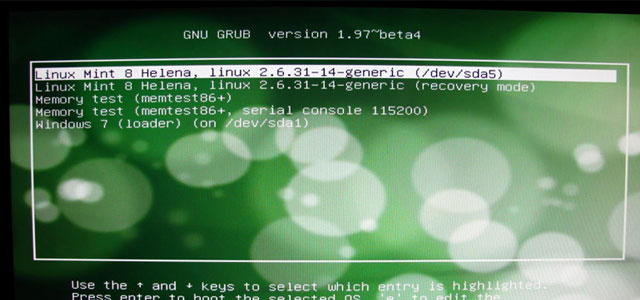 GNU GRUB version 1.97~beta4
Linux Mint 8 Helena, linux 2.6.31-14-generic (/dev/sda5)
Linux Mint 8 Helena, linux 2.6.31-14-generic (recovery mode)
Memory test (memtest86+)
Memory test (memtest86+, serial console 115200)
Windows 7 (loader) (on /dev/sda1)
Use the ↑ and ↓ keys to select which entry is highlighted.
Press enter to boot the selected OS, 'e' to edit the